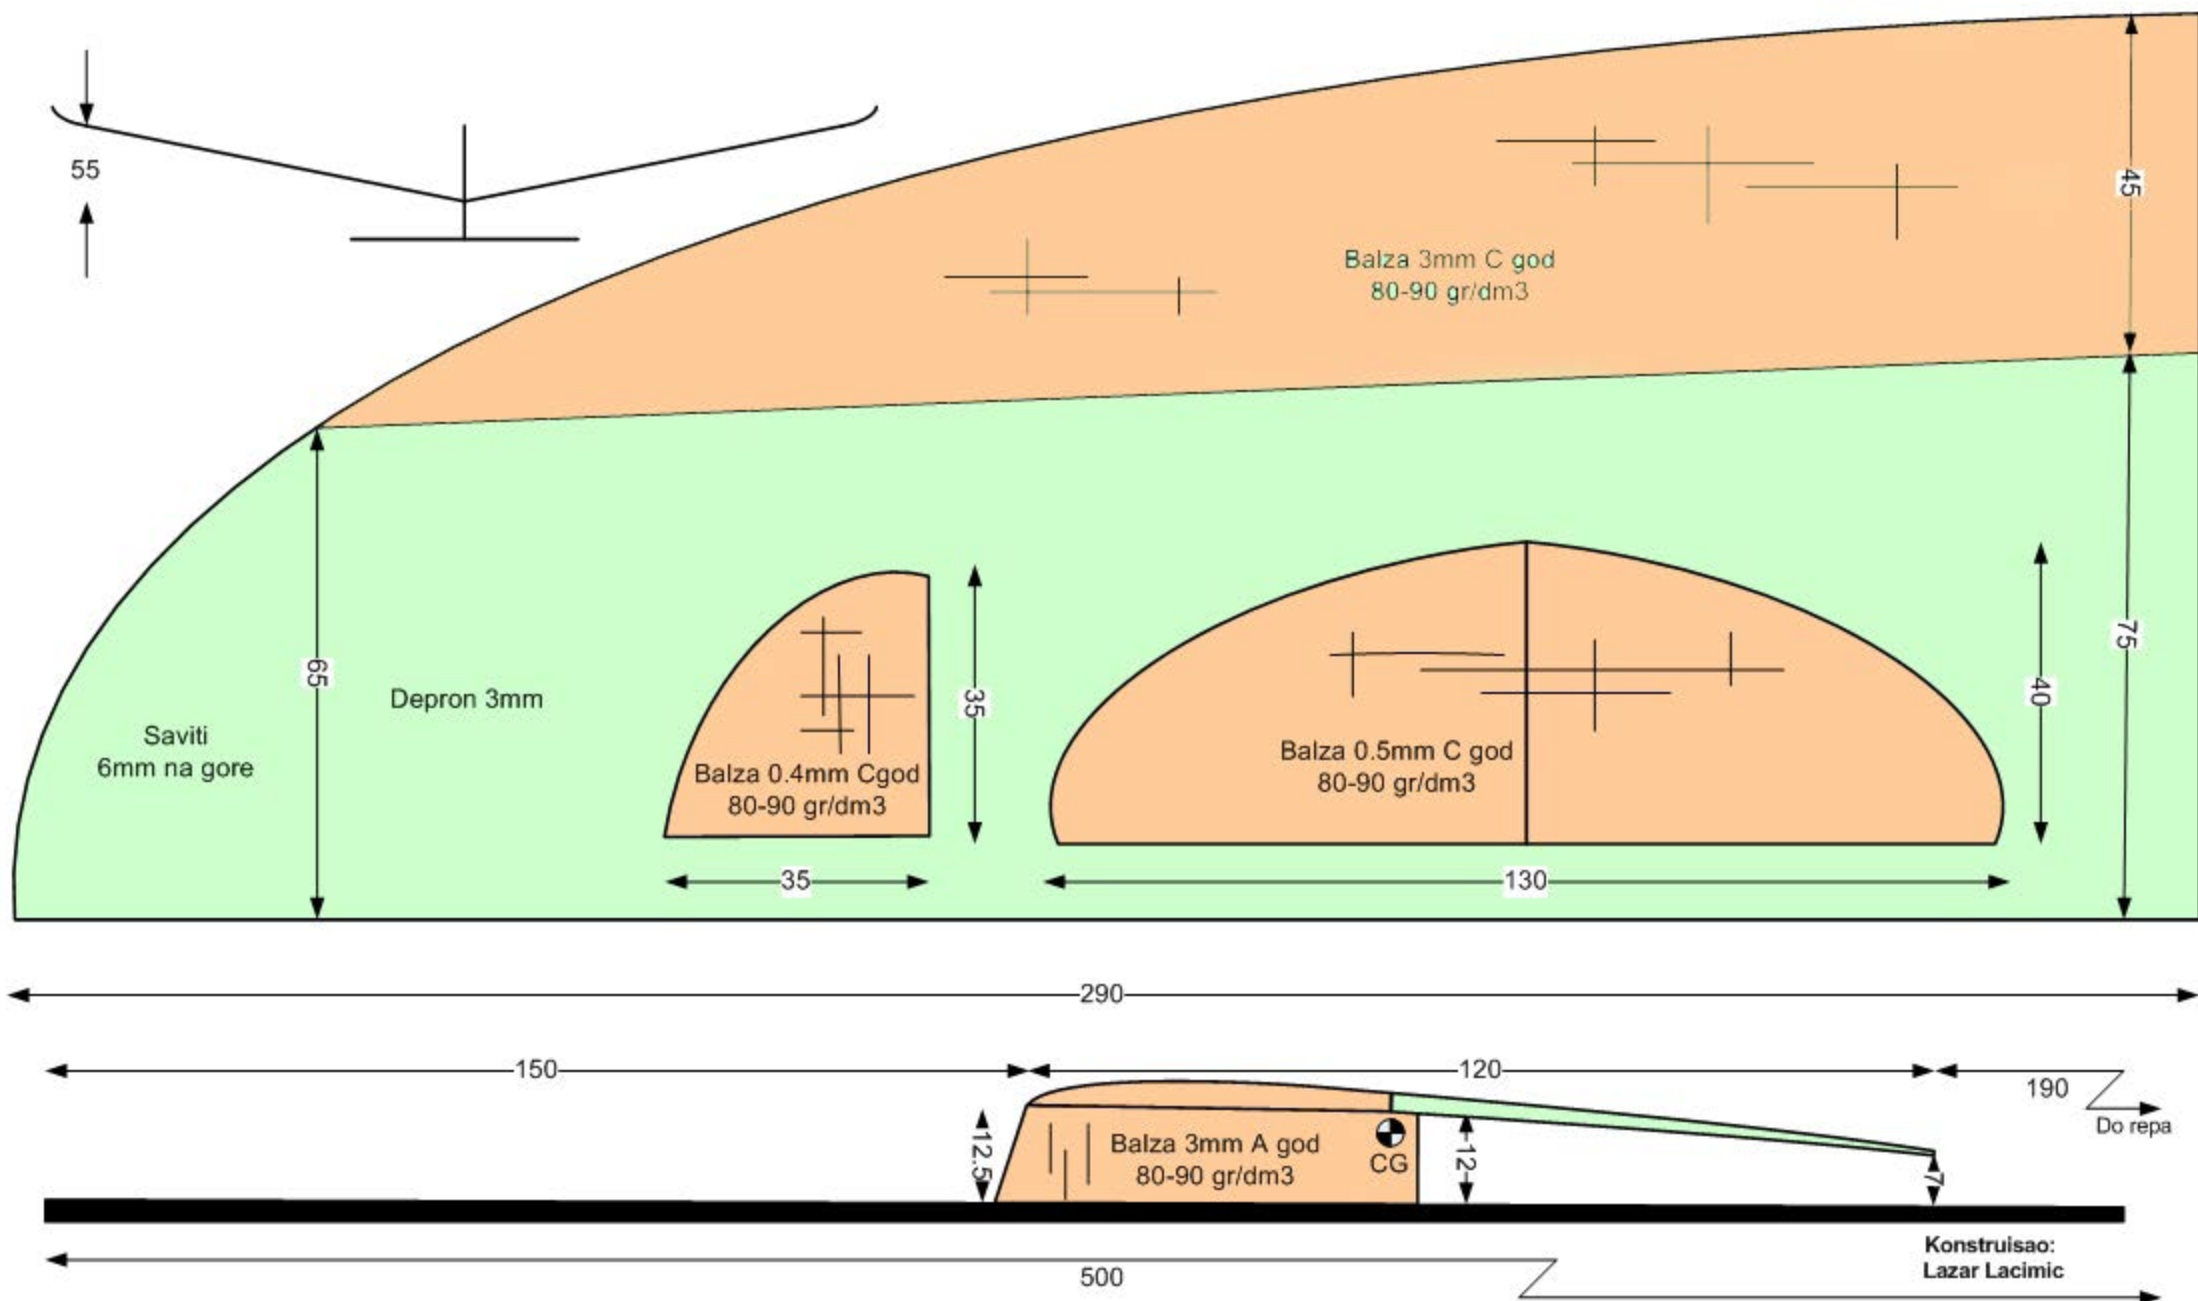 55
45
Balza 3mm C god
80-90 gr/dm3
65
Depron 3mm
Saviti
6mm na gore
Balza 0.4mm Cgod
80-90 gr/dm3
35
35
Balza 0.5mm C god
80-90 gr/dm3
130
40
75
290
150
120
190
Do repa
12.5
Balza 3mm A god
80-90 gr/dm3
CG
12
7
500
Konstruisao:
Lazar Lacimic